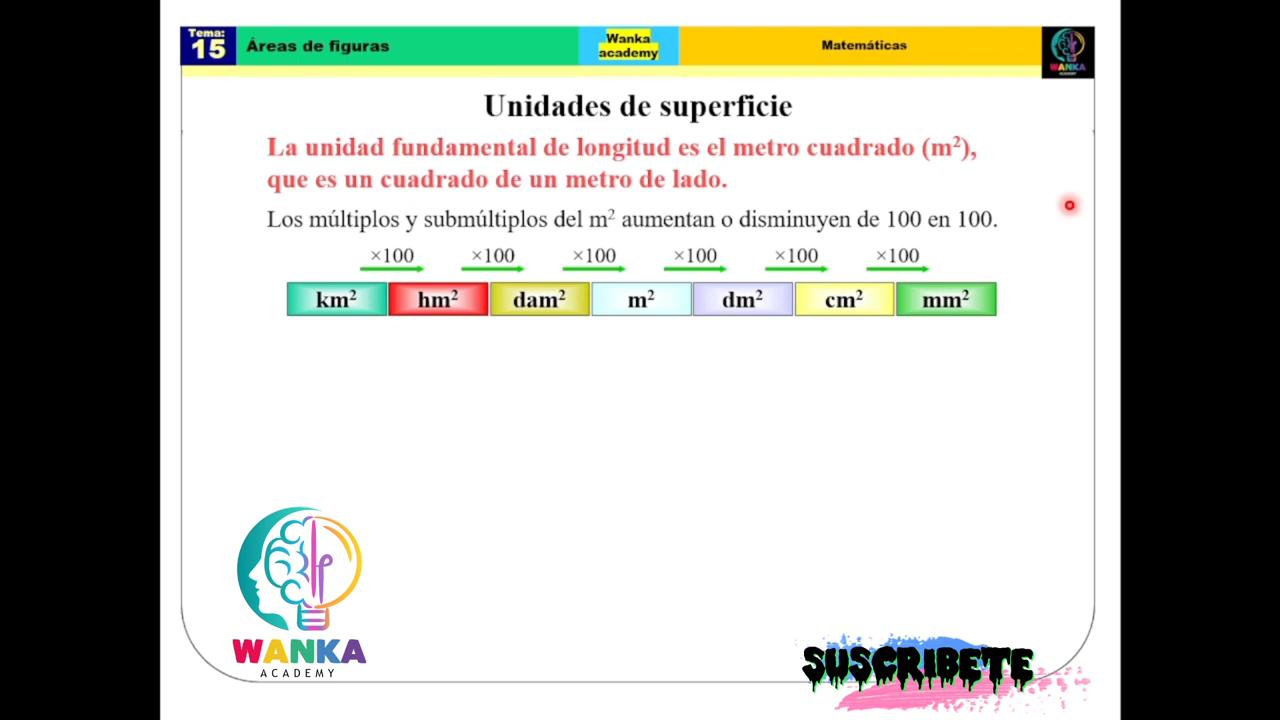 Tema:
15
Áreas de figuras
Wanka
academy
Matemáticas
WANKA
ACADEMY
Unidades de superficie
La unidad fundamental de longitud es el metro cuadrado (m²),
que es un cuadrado de un metro de lado.
Los múltiplos y submúltiplos del m² aumentan o disminuyen de 100 en 100.
×100 ×100 ×100 ×100 ×100 ×100
km² hm² dam² m² dm² cm² mm²
WANKA
ACADEMY
SUSCRIBETE